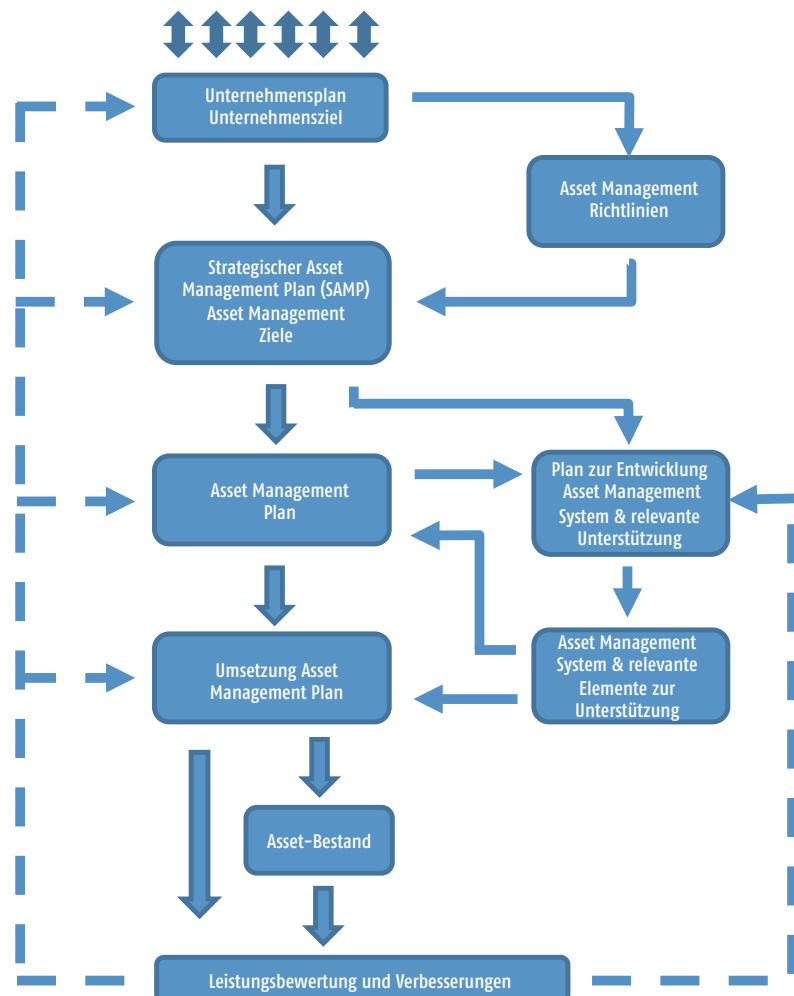 Unternehmensplan
Unternehmensziel
Asset Management
Richtlinien
Strategischer Asset
Management Plan (SAMP)
Asset Management
Ziele
Asset Management
Plan
Plan zur Entwicklung
Asset Management
System & relevante
Unterstützung
Umsetzung Asset
Management Plan
Asset Management
System & relevante
Elemente zur
Unterstützung
Asset-Bestand
Leistungsbewertung und Verbesserungen